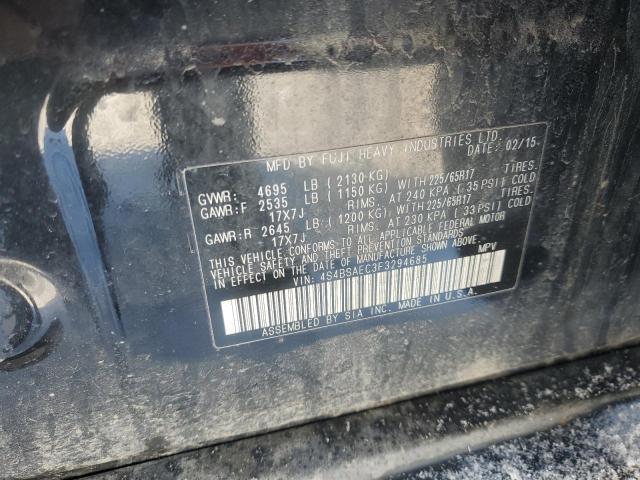 MFD BY FUJI HEAVY INDUSTRIES LTD.
DATE: 02/15
GVWR: 4695 LB (2130 KG)
GAWR:F 2535 LB (1150 KG) WITH 225/65R17 TIRES,
17X7J RIMS, AT 240 KPA (35 PSI) COLD
GAWR:R 2645 LB (1200 KG) WITH 225/65R17 TIRES,
17X7J RIMS, AT 230 KPA (33 PSI) COLD
THIS VEHICLE CONFORMS TO ALL APPLICABLE FEDERAL MOTOR
VEHICLE SAFETY STANDARDS
IN EFFECT ON THE DATE OF MANUFACTURE SHOWN ABOVE.
VIN: 4S4BSAEC3F3294685 MPV
ASSEMBLED BY SIA INC. MADE IN U.S.A.